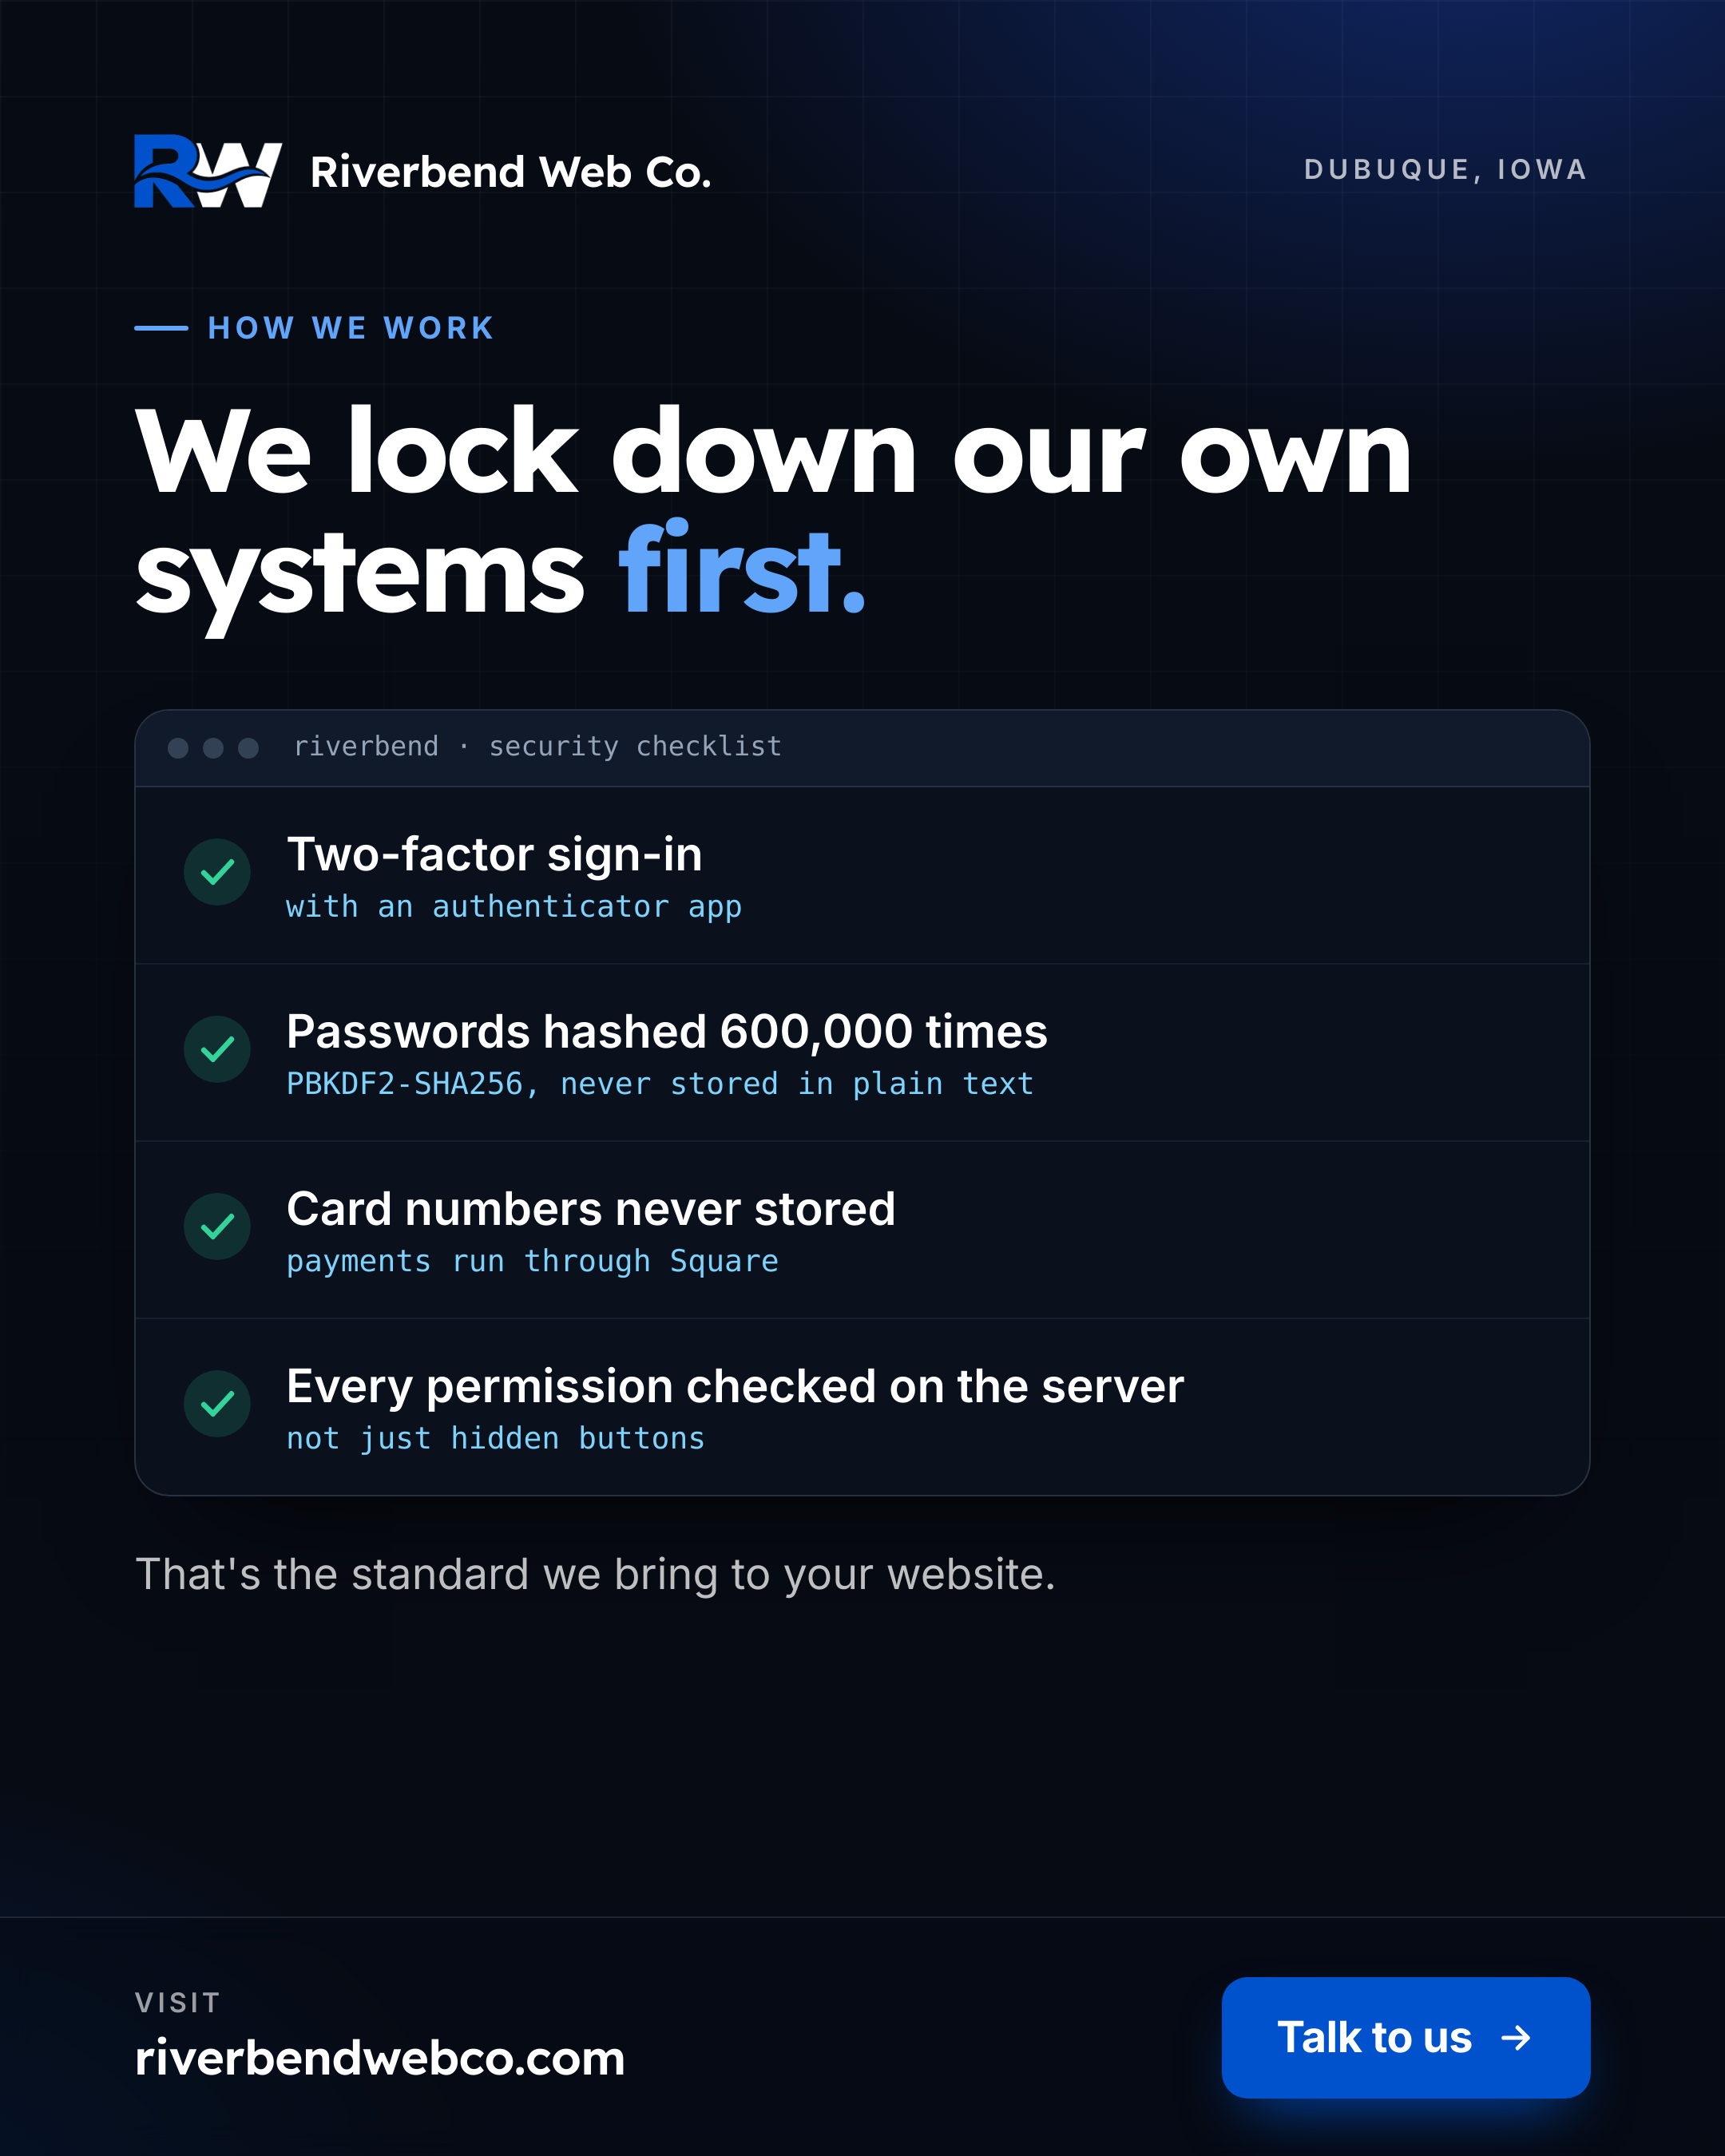 RW
Riverbend Web Co.
DUBUQUE, IOWA
HOW WE WORK
We lock down our own
systems first.
riverbend · security checklist
Two-factor sign-in
with an authenticator app
Passwords hashed 600,000 times
PBKDF2-SHA256, never stored in plain text
Card numbers never stored
payments run through Square
Every permission checked on the server
not just hidden buttons
That's the standard we bring to your website.
VISIT
riverbendwebco.com
Talk to us →